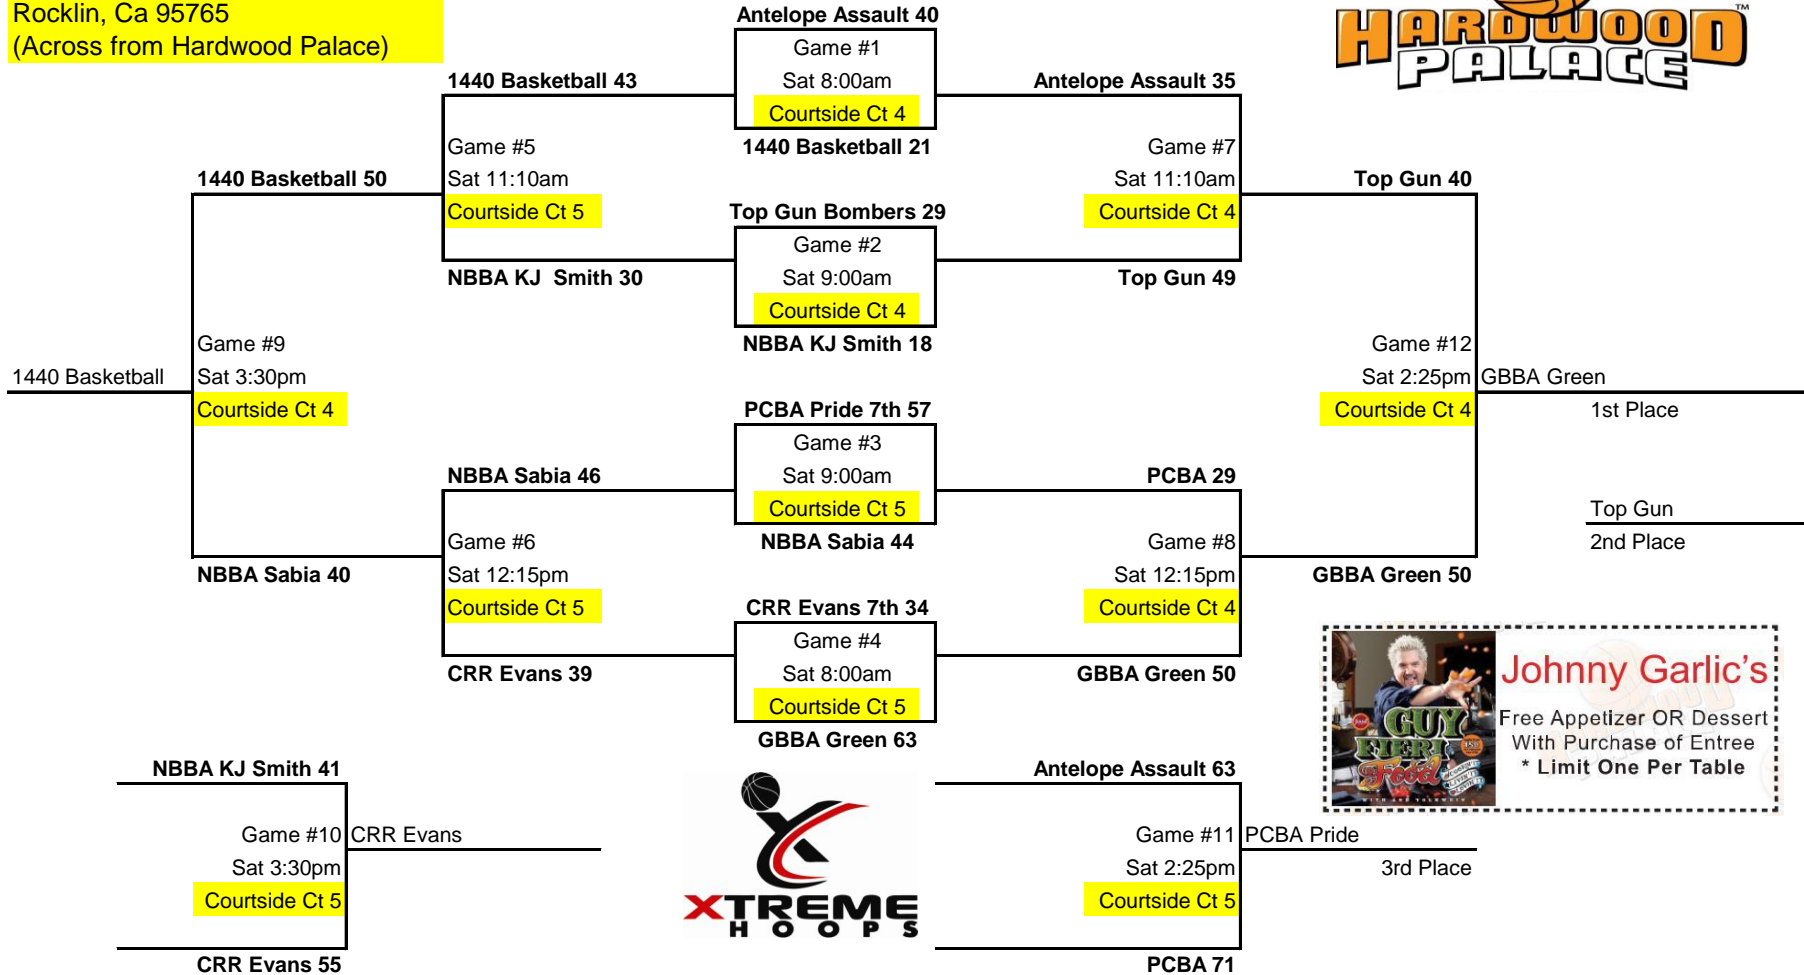 Rocklin, Ca 95765
(Across from Hardwood Palace)
HARDWOOD
PALACE
TM
Antelope Assault 40
Game #1
Sat 8:00am
Courtside Ct 4
1440 Basketball 21
1440 Basketball 43
Game #5
Sat 11:10am
Courtside Ct 5
NBBA KJ  Smith 30
Antelope Assault 35
Game #7
Sat 11:10am
Courtside Ct 4
Top Gun 49
1440 Basketball 50
Top Gun Bombers 29
Game #2
Sat 9:00am
Courtside Ct 4
NBBA KJ Smith 18
Top Gun 40
Game #9
Sat 3:30pm
Courtside Ct 4
1440 Basketball
Game #12
Sat 2:25pm
Courtside Ct 4
GBBA Green
1st Place
Top Gun
2nd Place
PCBA Pride 7th 57
Game #3
Sat 9:00am
Courtside Ct 5
NBBA Sabia 44
NBBA Sabia 46
Game #6
Sat 12:15pm
Courtside Ct 5
CRR Evans 39
PCBA 29
Game #8
Sat 12:15pm
Courtside Ct 4
GBBA Green 50
NBBA Sabia 40
CRR Evans 7th 34
Game #4
Sat 8:00am
Courtside Ct 5
GBBA Green 63
GBBA Green 50
Johnny Garlic's
Free Appetizer OR Dessert
With Purchase of Entree
* Limit One Per Table
GUY
FIERI
Food
NBBA KJ Smith 41
Game #10
Sat 3:30pm
Courtside Ct 5
CRR Evans 55
CRR Evans
XTREME
HOOPS
Antelope Assault 63
Game #11
Sat 2:25pm
Courtside Ct 5
PCBA 71
PCBA Pride
3rd Place